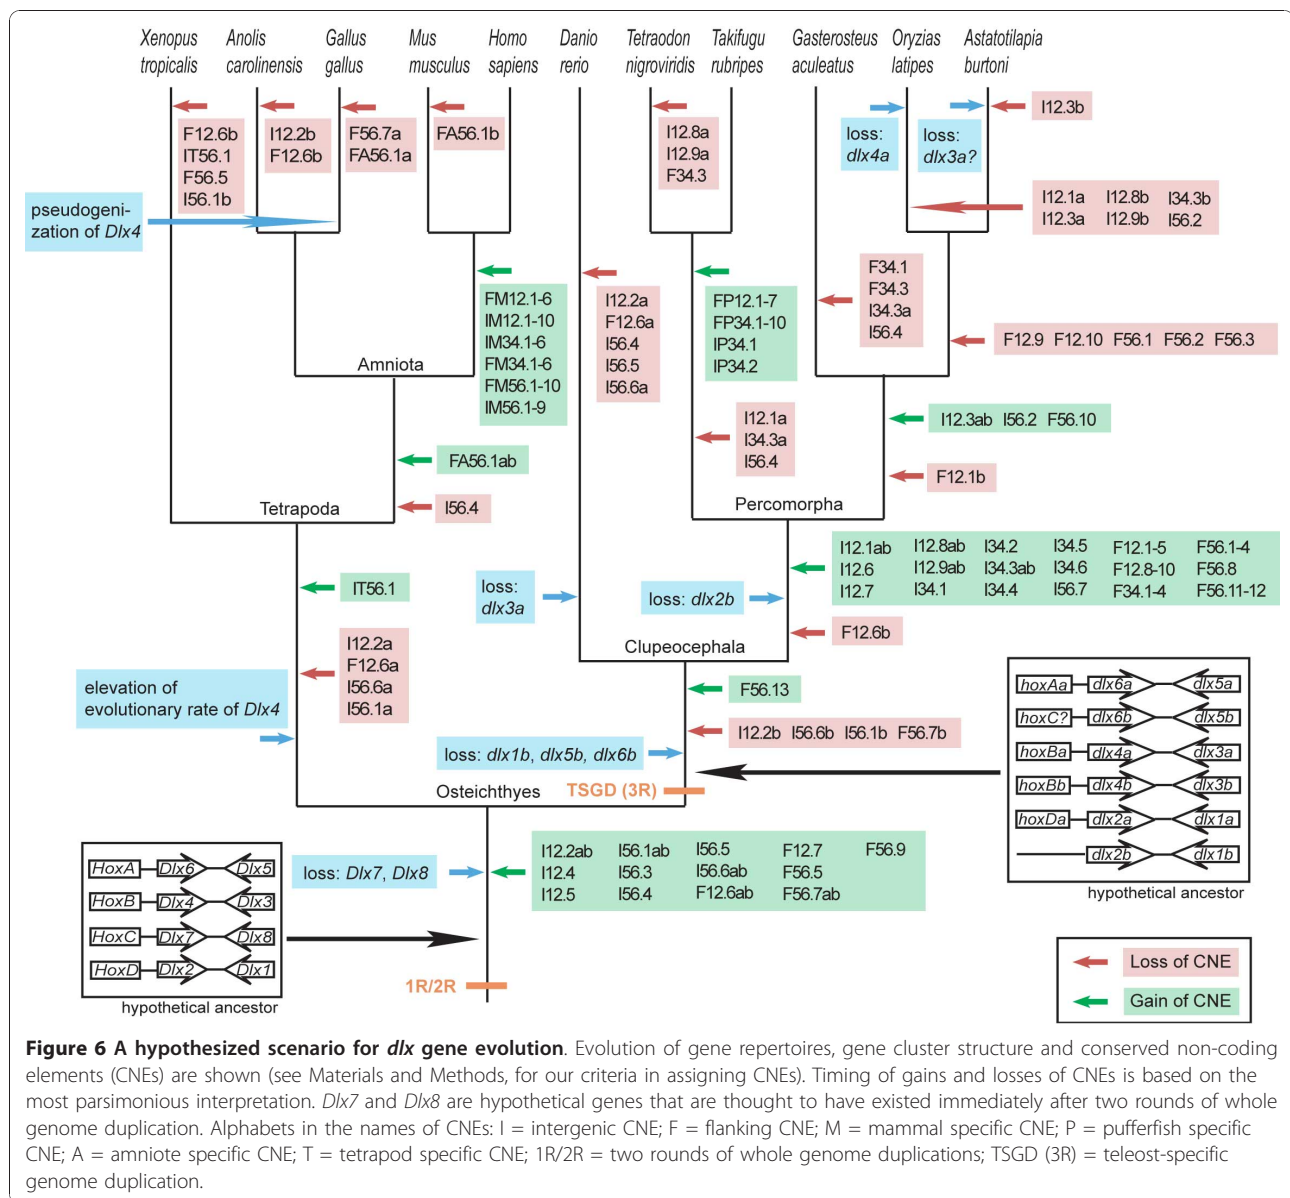 Xenopus tropicalis
Anolis carolinensis
Gallus gallus
Mus musculus
Homo sapiens
Danio rerio
Tetraodon nigroviridis
Takifugu rubripes
Gasterosteus aculeatus
Oryzias latipes
Astatotilapia burtoni
F12.6b
IT56.1
F56.5
I56.1b
I12.2b
F12.6b
F56.7a
FA56.1a
FA56.1b
I12.8a
I12.9a
F34.3
loss:
dlx4a
loss:
dlx3a?
I12.3b
pseudogeni-
zation of Dlx4
I12.1a I12.8b I34.3b
I12.3a I12.9b I56.2
FM12.1-6
IM12.1-10
IM34.1-6
FM34.1-6
FM56.1-10
IM56.1-9
I12.2a
F12.6a
I56.4
I56.5
I56.6a
FP12.1-7
FP34.1-10
IP34.1
IP34.2
F34.1
F34.3
I34.3a
I56.4
F12.9 F12.10 F56.1 F56.2 F56.3
Amniota
I12.1a
I34.3a
I56.4
I12.3ab I56.2 F56.10
FA56.1ab
F12.1b
I56.4
Tetrapoda
Percomorpha
I12.1ab I12.8ab I34.2 I34.5 F12.1-5 F56.1-4
I12.6 I12.9ab I34.3ab I34.6 F12.8-10 F56.8
I12.7 I34.1 I34.4 I56.7 F34.1-4 F56.11-12
IT56.1
loss:
dlx3a
loss: dlx2b
F12.6b
I12.2a
F12.6a
I56.6a
I56.1a
Clupeocephala
elevation of
evolutionary rate of Dlx4
F56.13
I12.2b I56.6b I56.1b F56.7b
loss: dlx1b, dlx5b, dlx6b
TSGD (3R)
Osteichthyes
hoxAa dlx6a dlx5a
hoxC? dlx6b dlx5b
hoxBa dlx4a dlx3a
hoxBb dlx4b dlx3b
hoxDa dlx2a dlx1a
dlx2b dlx1b
hypothetical ancestor
loss: Dlx7, Dlx8
I12.2ab I56.1ab I56.5 F12.7 F56.9
I12.4 I56.3 I56.6ab F56.5
I12.5 I56.4 F12.6ab F56.7ab
HoxA Dlx6 Dlx5
HoxB Dlx4 Dlx3
HoxC Dlx7 Dlx8
HoxD Dlx2 Dlx1
hypothetical ancestor
1R/2R
Loss of CNE
Gain of CNE
Figure 6 A hypothesized scenario for dlx gene evolution. Evolution of gene repertoires, gene cluster structure and conserved non-coding
elements (CNEs) are shown (see Materials and Methods, for our criteria in assigning CNEs). Timing of gains and losses of CNEs is based on the
most parsimonious interpretation. Dlx7 and Dlx8 are hypothetical genes that are thought to have existed immediately after two rounds of whole
genome duplication. Alphabets in the names of CNEs: I = intergenic CNE; F = flanking CNE; M = mammal specific CNE; P = pufferfish specific
CNE; A = amniote specific CNE; T = tetrapod specific CNE; 1R/2R = two rounds of whole genome duplications; TSGD (3R) = teleost-specific
genome duplication.